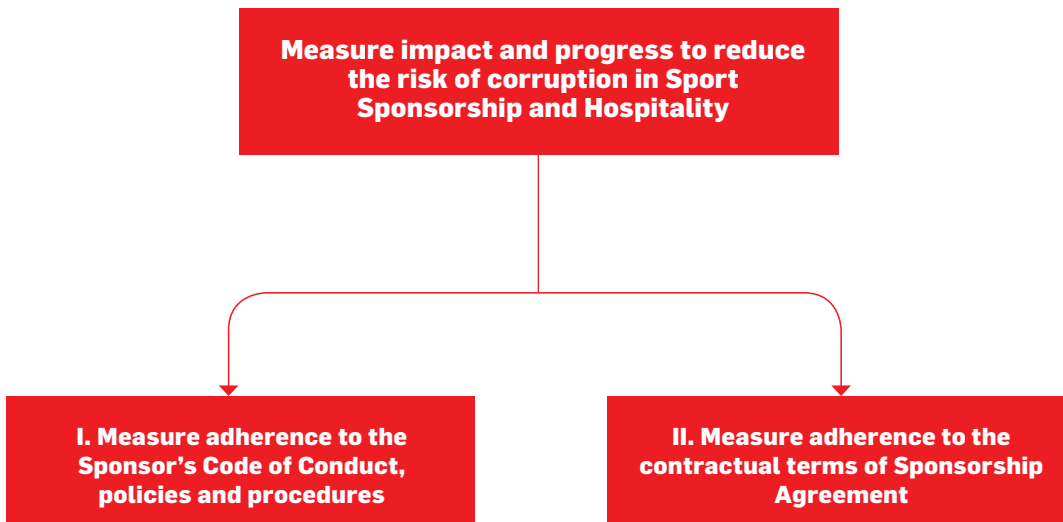 Measure impact and progress to reduce
the risk of corruption in Sport
Sponsorship and Hospitality
I. Measure adherence to the
Sponsor’s Code of Conduct,
policies and procedures
II. Measure adherence to the
contractual terms of Sponsorship
Agreement